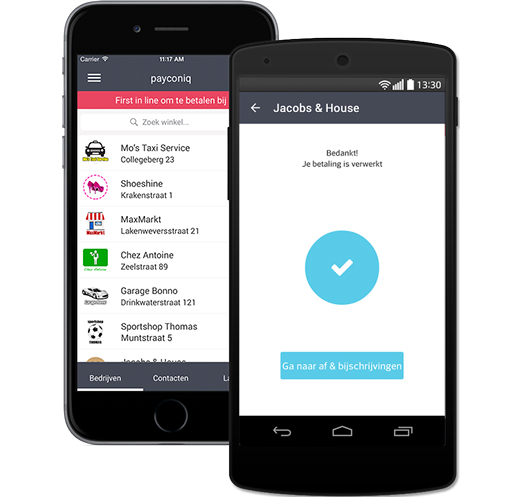 Carrier 11:17 AM
payconiq
First in line om te betalen bij
Zoek winkel...
Mo's Taxi Service
Collegeberg 23
Shoeshine
Krakenstraat 1
MaxMarkt
MaxMarkt
Lakenweversstraat 21
Chez Antoine
Zeelstraat 89
Garage Bonno
Drinkwaterstraat 121
Sportshop Thomas
Muntstraat 5
Jacobs & House
Bedrijven Contacten La
13:30
Jacobs & House
Bedankt!
Je betaling is verwerkt
Ga naar af & bijschrijvingen